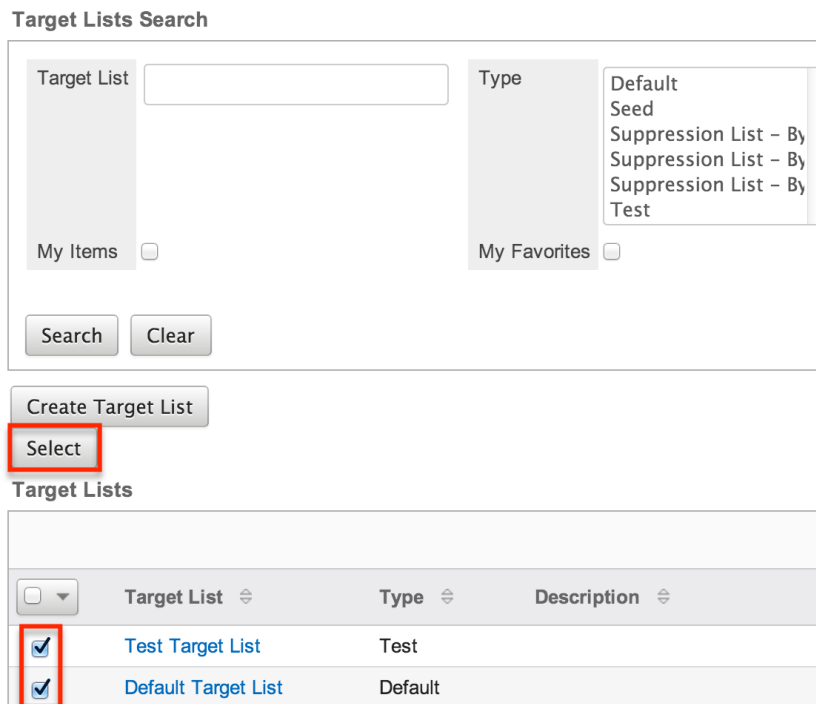 Target Lists Search
Target List
Type
Default
Seed
Suppression List – By
Suppression List – By
Suppression List – By
Test
My Items
My Favorites
Search Clear
Create Target List
Select
Target Lists
Target List Type Description
Test Target List Test
Default Target List Default